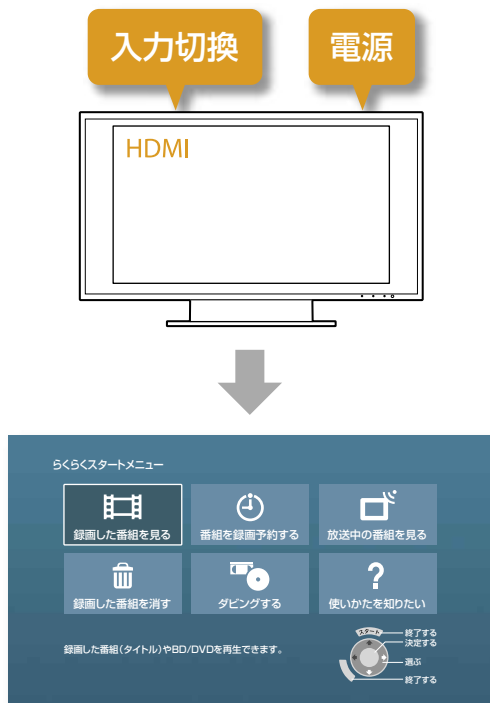 入力切換
電源
HDMI
らくらくスタートメニュー
録画した番組を見る
番組を録画予約する
放送中の番組を見る
録画した番組を消す
ダビングする
?
使いかたを知りたい
録画した番組(タイトル)やBD/DVDを再生できます。
スタート
終了する
決定する
選ぶ
終了する